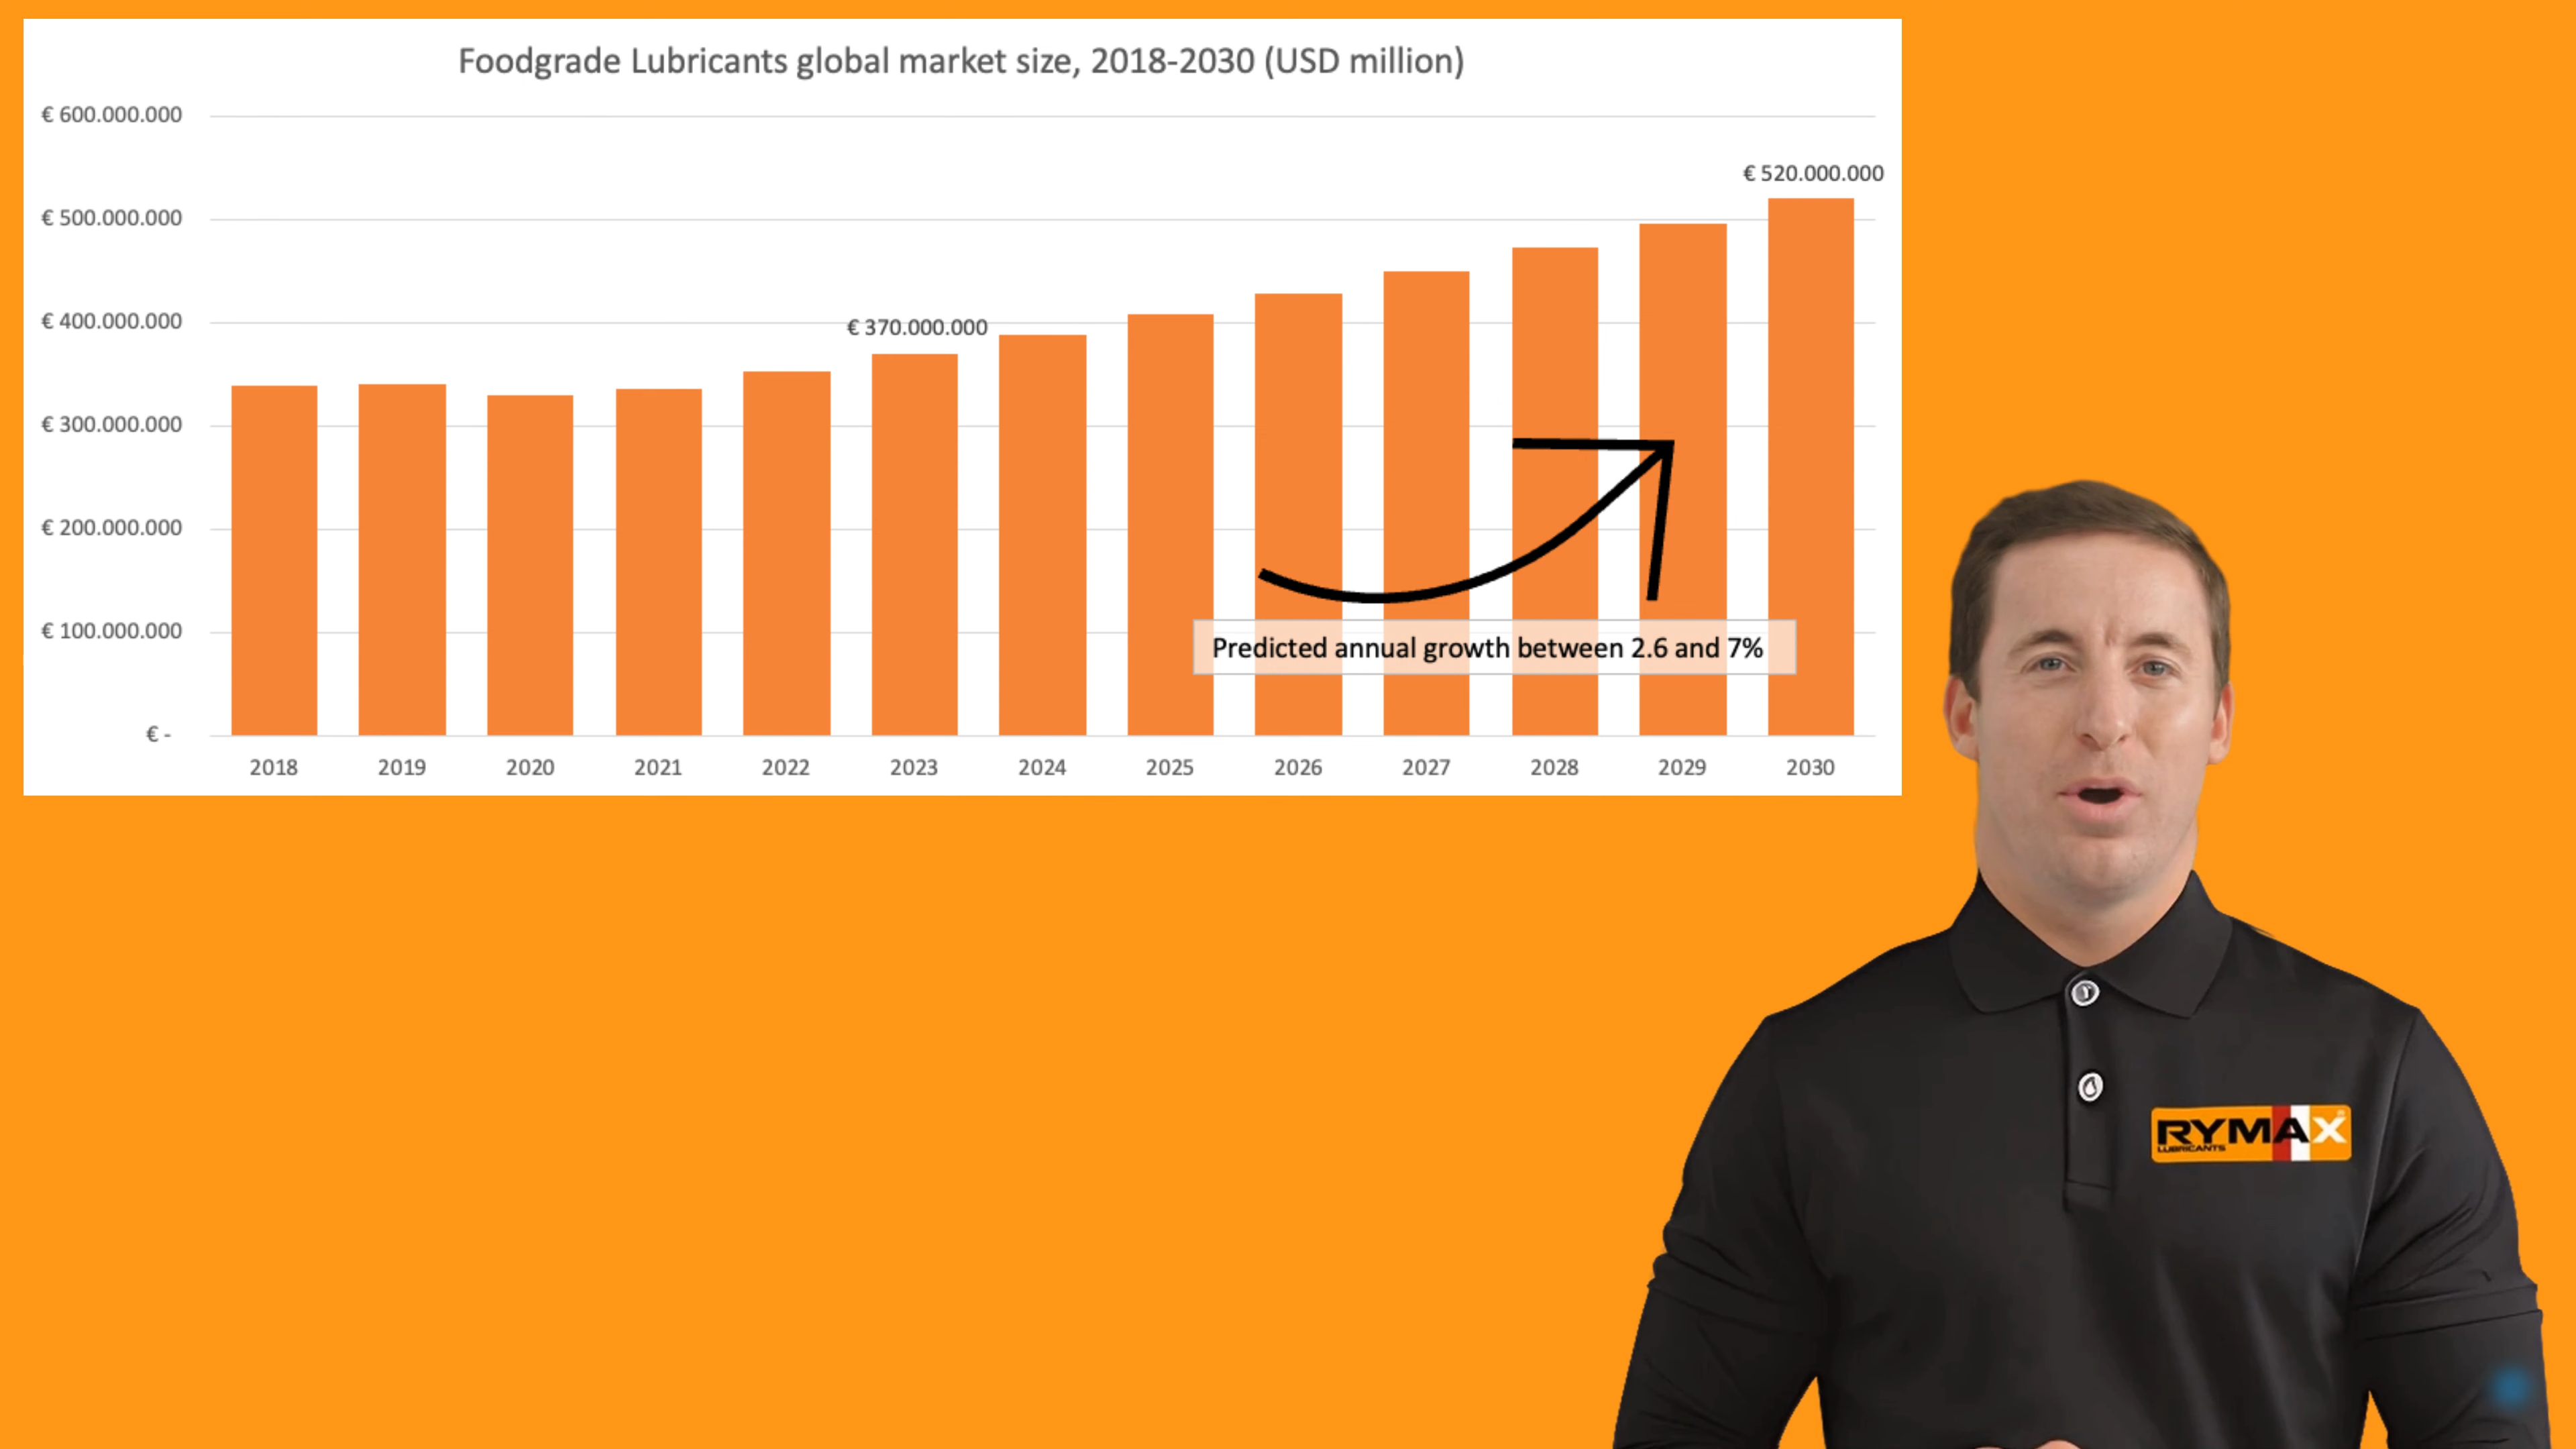 Foodgrade Lubricants global market size, 2018-2030 (USD million)
€ 600.000.000
€ 520.000.000
€ 500.000.000
€ 400.000.000
€ 370.000.000
€ 300.000.000
€ 200.000.000
€ 100.000.000
Predicted annual growth between 2.6 and 7%
€ -
2018 2019 2020 2021 2022 2023 2024 2025 2026 2027 2028 2029 2030
RYMAX
LUBRICANTS